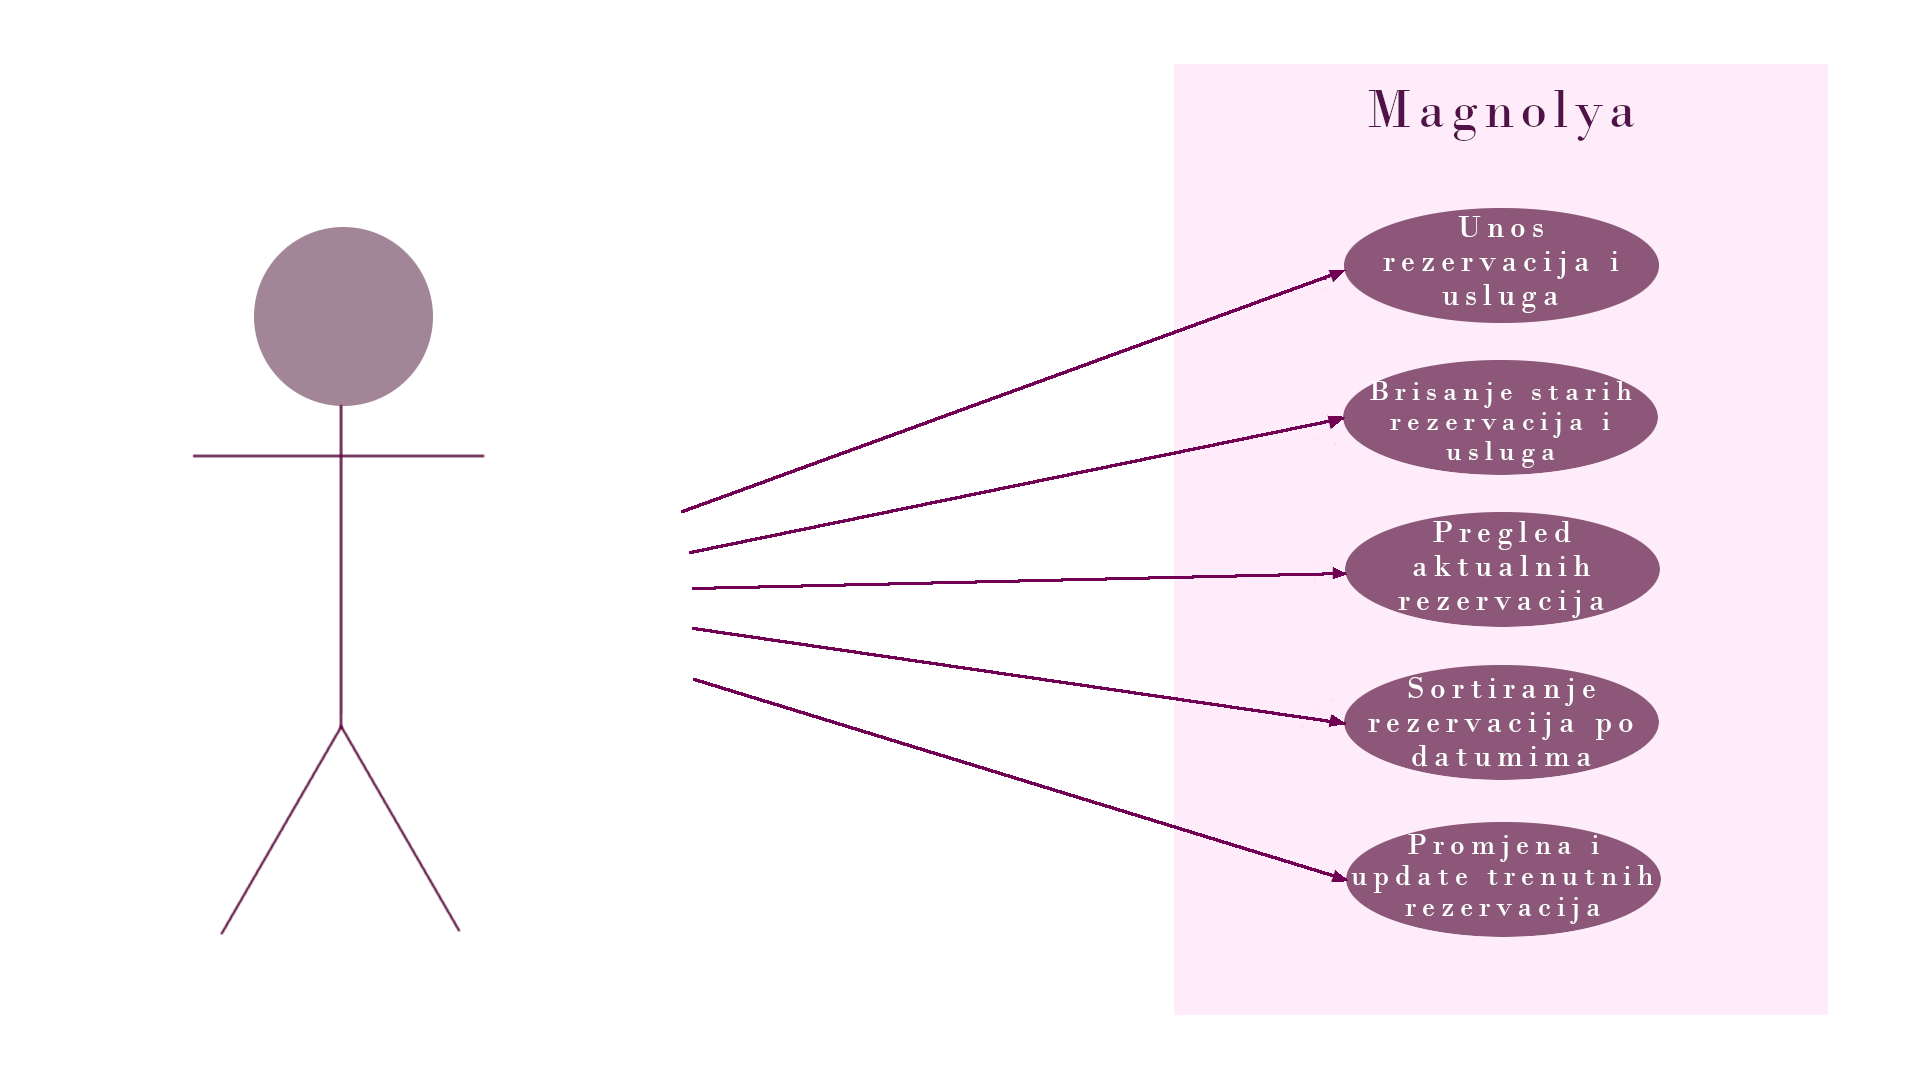 Magnolya
Unos
rezervacija i
usluga
Brisanje starih
rezervacija i
usluga
Pregled
aktualnih
rezervacija
Sortiranje
rezervacija po
datumima
Promjena i
update trenutnih
rezervacija